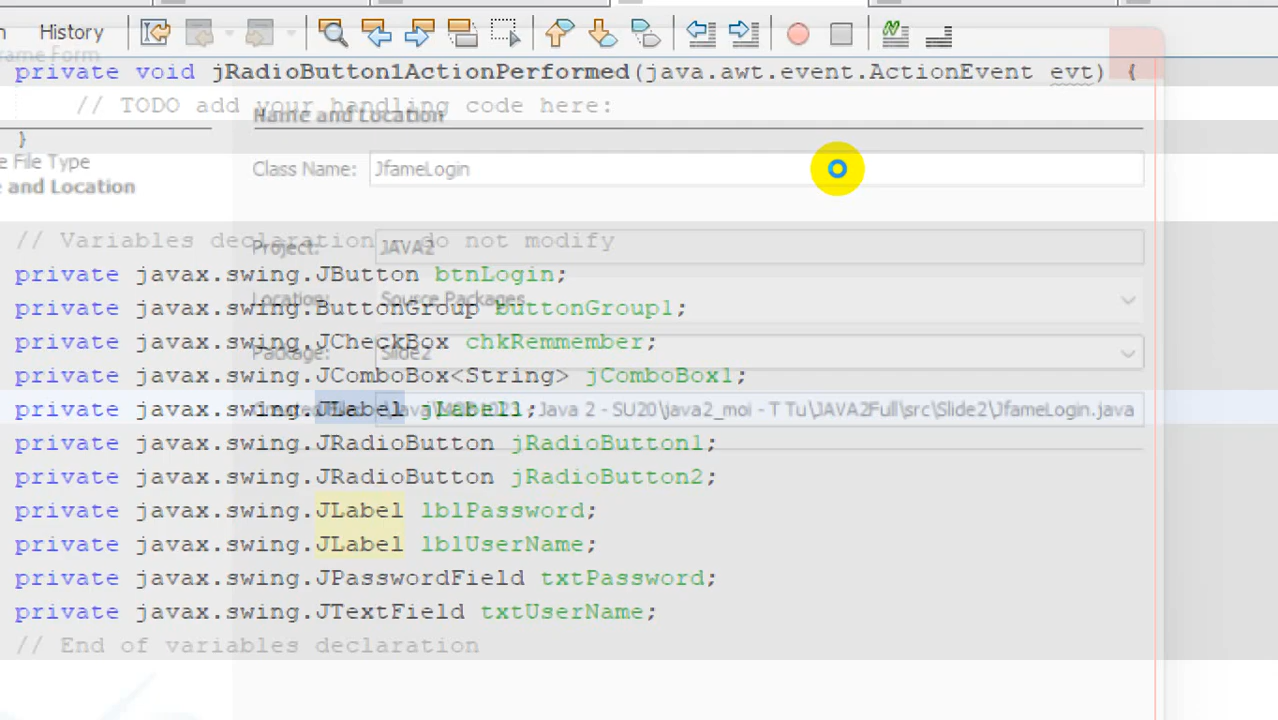 History
rame Form
private void jRadioButton1ActionPerformed(java.awt.event.ActionEvent evt) {
// TODO add your handling code here:
Name and Location
}
e File Type
Class Name: JfameLogin
e and Location
// Variables declaration - do not modify
Project: JAVA2
private javax.swing.JButton btnLogin;
Location: Source Packages
private javax.swing.ButtonGroup buttonGroup1;
private javax.swing.JCheckBox chkRemmember;
Package: Slide2
private javax.swing.JComboBox<String> jComboBox1;
private javax.swing.JLabel jLabel1;
Java 2 - SU20\java2_moi - T Tu\JAVA2Full\src\Slide2\JfameLogin.java
private javax.swing.JRadioButton jRadioButton1;
private javax.swing.JRadioButton jRadioButton2;
private javax.swing.JLabel lblPassword;
private javax.swing.JLabel lblUserName;
private javax.swing.JPasswordField txtPassword;
private javax.swing.JTextField txtUserName;
// End of variables declaration